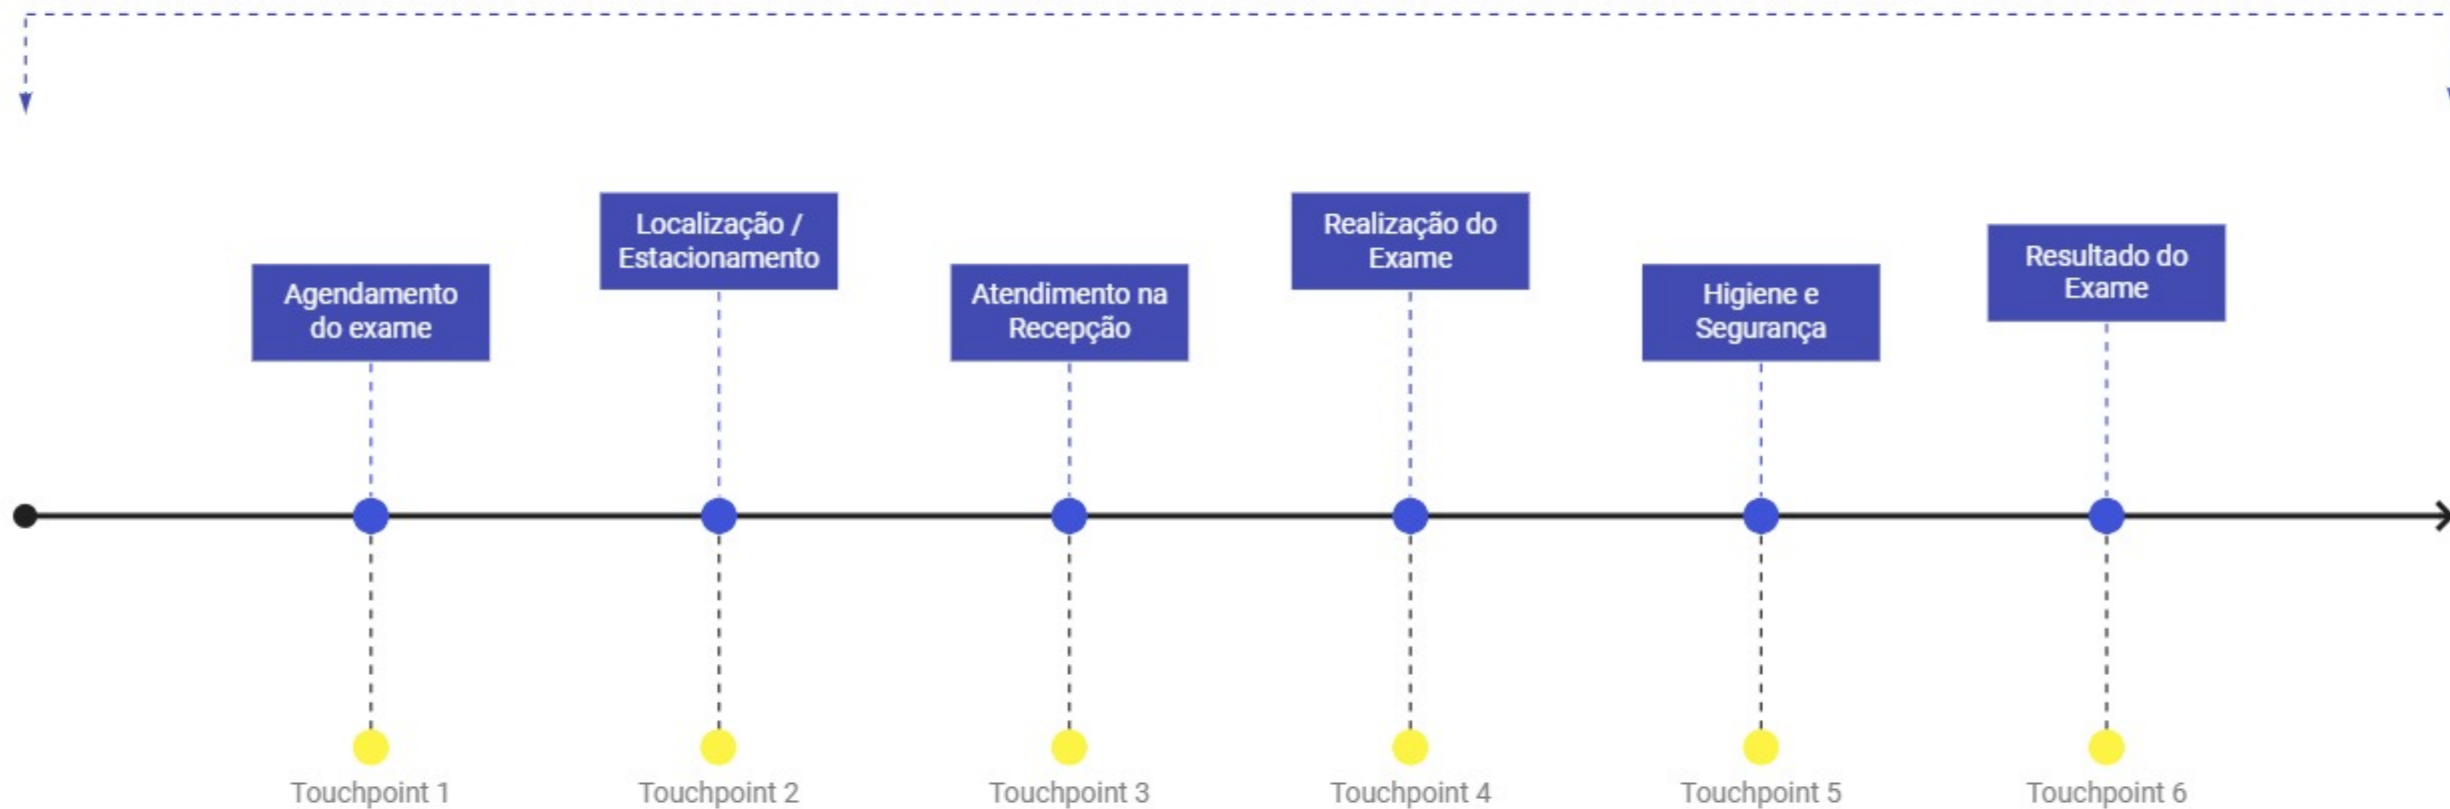 Localização /
Estacionamento
Realização do
Exame
Resultado do
Exame
Agendamento
do exame
Atendimento na
Recepção
Higiene e
Segurança
Touchpoint 1
Touchpoint 2
Touchpoint 3
Touchpoint 4
Touchpoint 5
Touchpoint 6